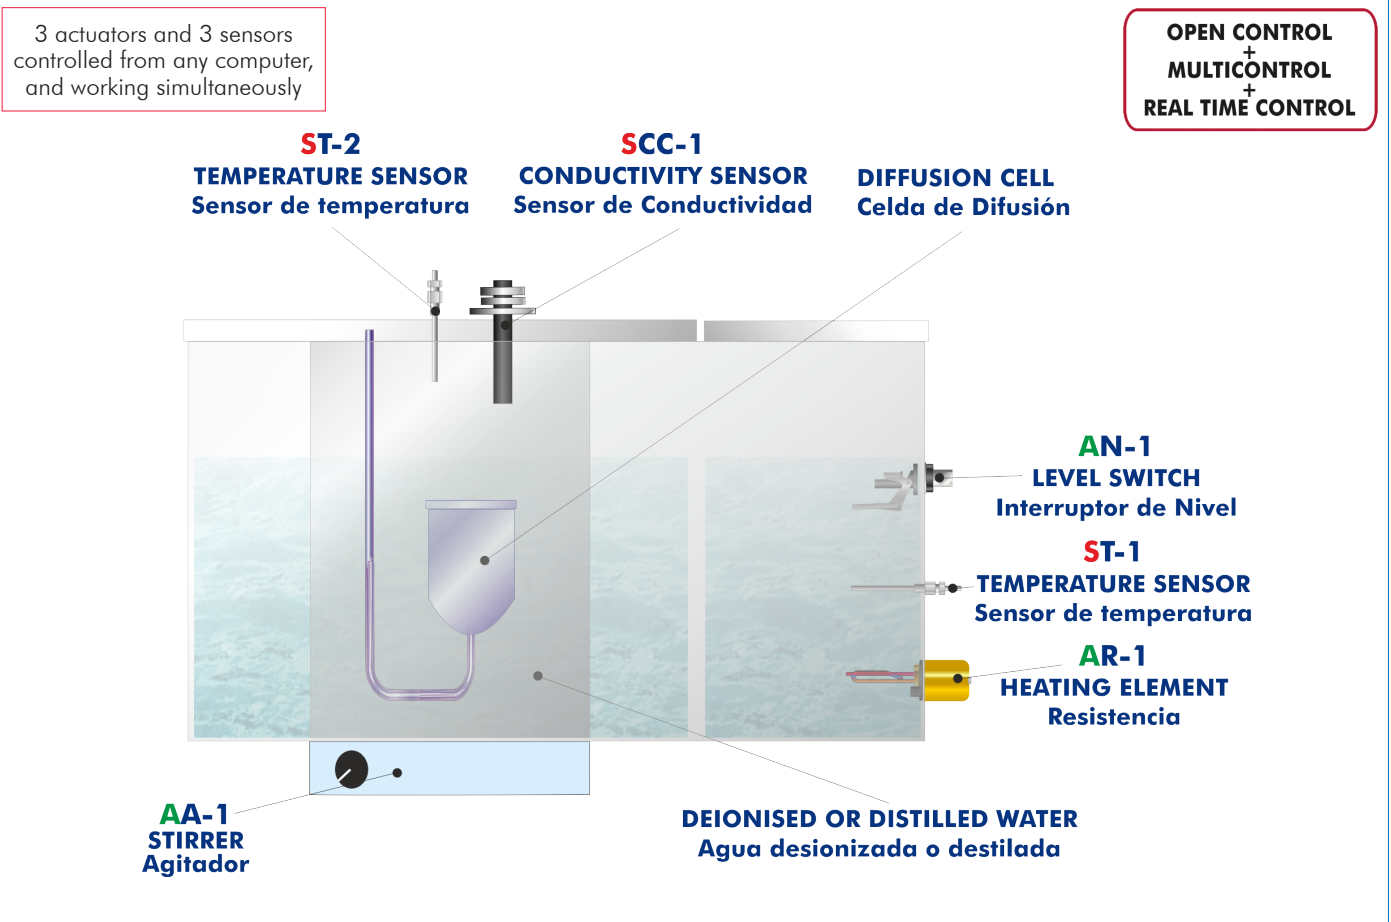 3 actuators and 3 sensors
controlled from any computer,
and working simultaneously
OPEN CONTROL
+
MULTICONTROL
+
REAL TIME CONTROL
ST-2
TEMPERATURE SENSOR
Sensor de temperatura
SCC-1
CONDUCTIVITY SENSOR
Sensor de Conductividad
DIFFUSION CELL
Celda de Difusión
AN-1
LEVEL SWITCH
Interruptor de Nivel
ST-1
TEMPERATURE SENSOR
Sensor de temperatura
AR-1
HEATING ELEMENT
Resistencia
AA-1
STIRRER
Agitador
DEIONISED OR DISTILLED WATER
Agua desionizada o destilada